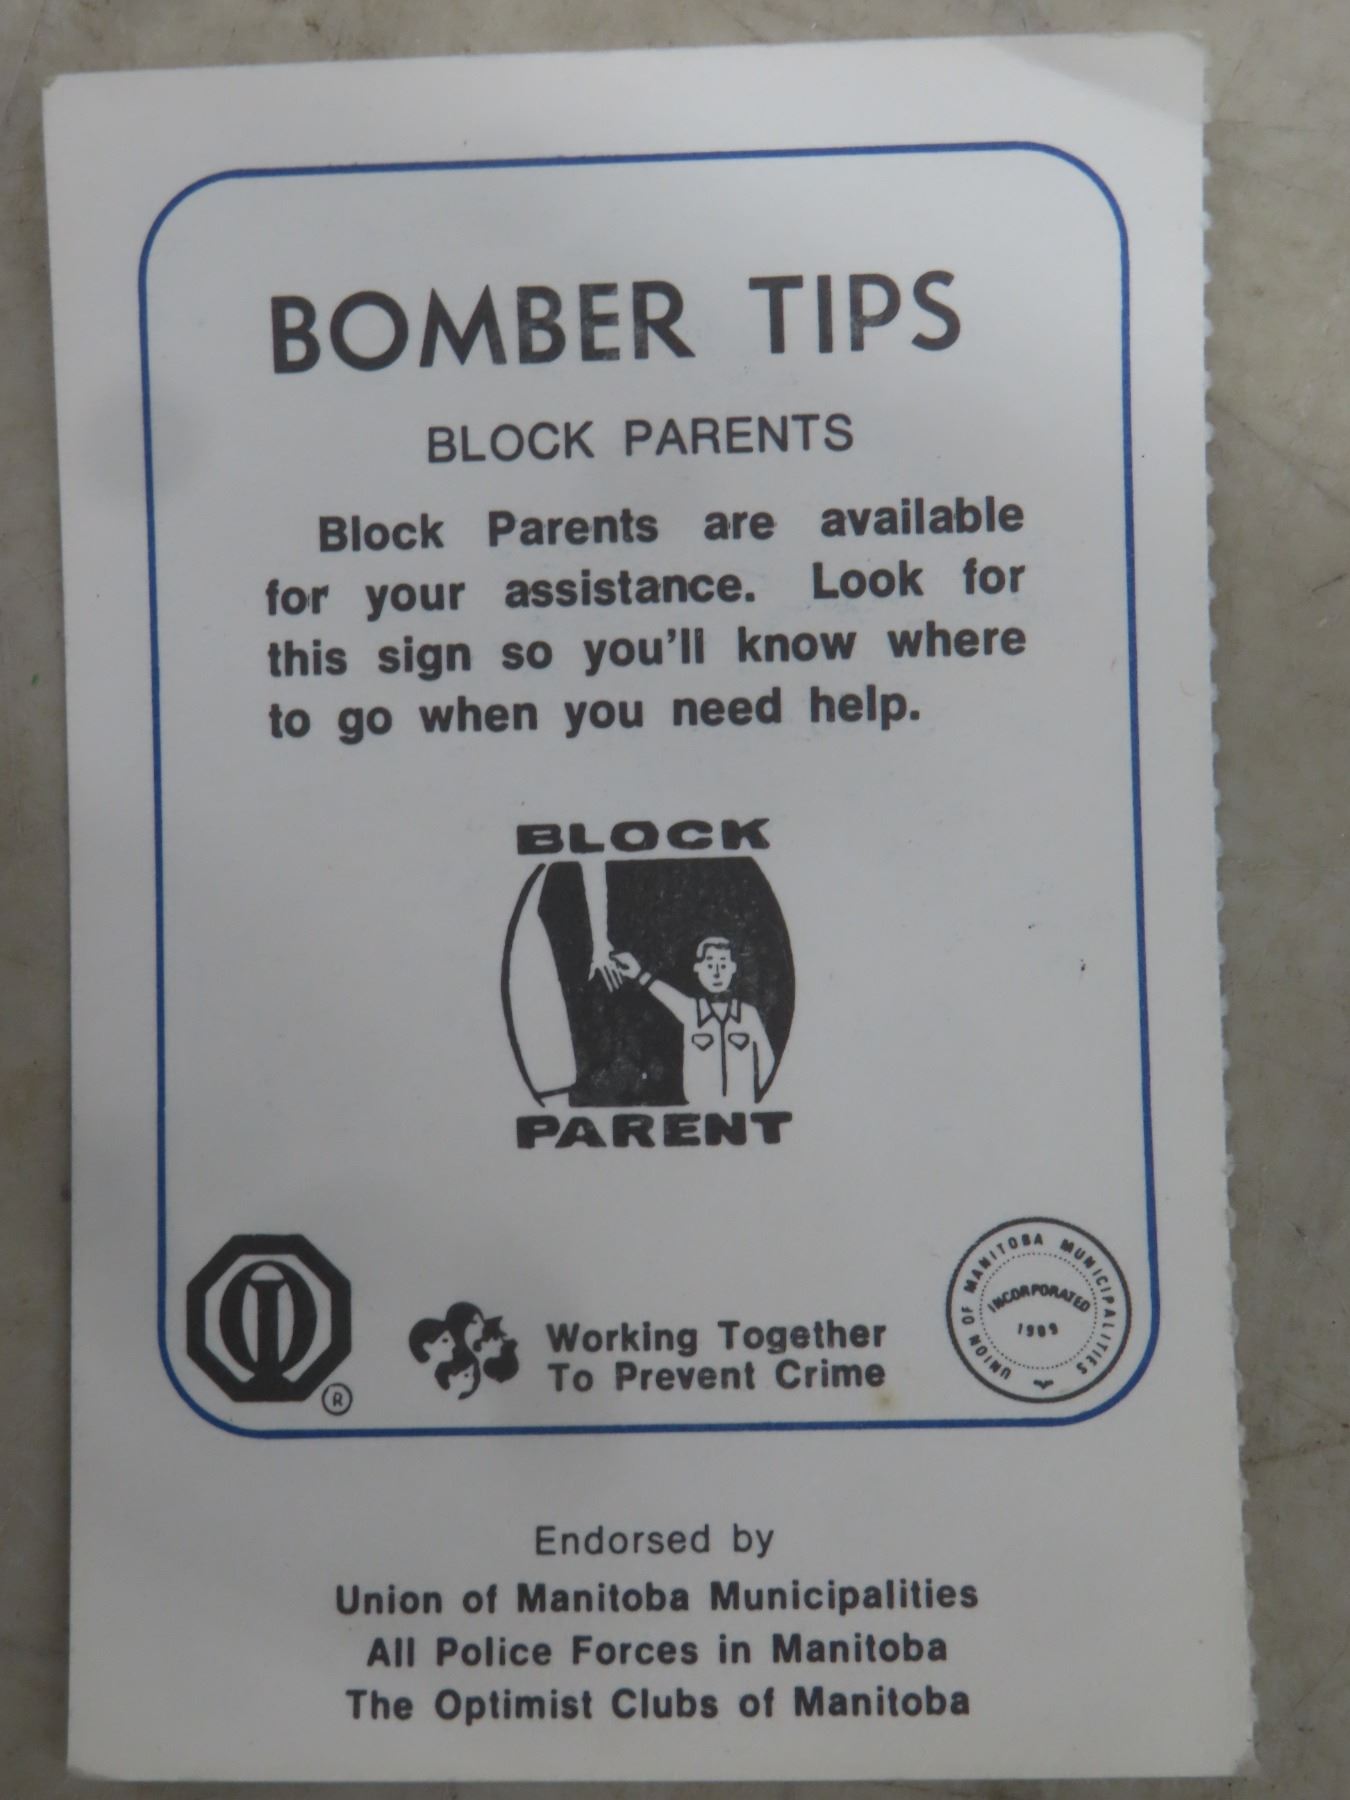 BOMBER TIPS
BLOCK PARENTS
Block Parents are available
for your assistance. Look for
this sign so you'll know where
to go when you need help.
BLOCK
PARENT
®
Working Together
To Prevent Crime
UNION OF MANITOBA MUNICIPALITIES
INCORPORATED
Endorsed by
Union of Manitoba Municipalities
All Police Forces in Manitoba
The Optimist Clubs of Manitoba